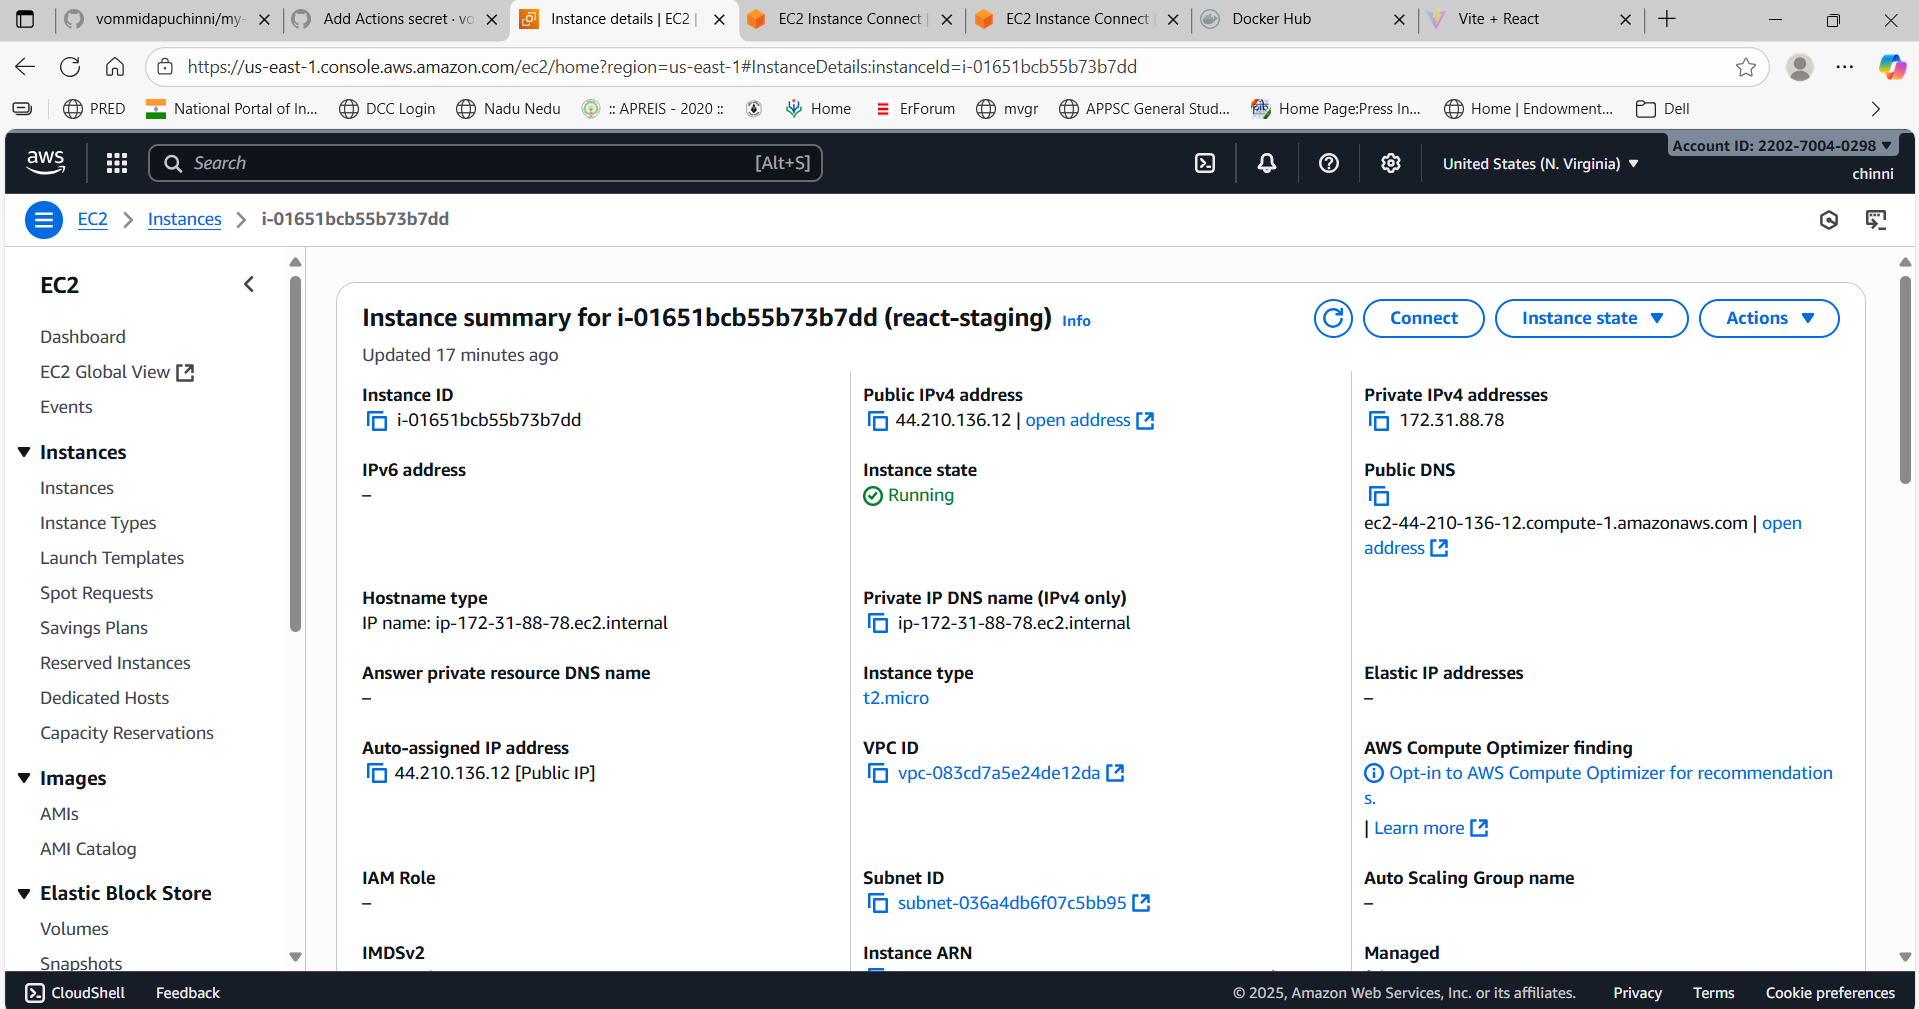 vommidapuchinni/my-
Add Actions secret · vo
Instance details | EC2 |
EC2 Instance Connect |
EC2 Instance Connect
Docker Hub
Vite + React
https://us-east-1.console.aws.amazon.com/ec2/home?region=us-east-1#InstanceDetails:instanceId=i-01651bcb55b73b7dd
PRED
National Portal of In...
DCC Login
Nadu Nedu
:: APREIS - 2020 ::
Home
ErForum
mvgr
APPSC General Stud...
Home Page:Press In...
Home | Endowment...
Dell
aws
Search
[Alt+S]
United States (N. Virginia)
Account ID: 2202-7004-0298
chinni
EC2
Instances
i-01651bcb55b73b7dd
EC2
Dashboard
EC2 Global View
Events
Instances
Instances
Instance Types
Launch Templates
Spot Requests
Savings Plans
Reserved Instances
Dedicated Hosts
Capacity Reservations
Images
AMIs
AMI Catalog
Elastic Block Store
Volumes
Snapshots
Instance summary for i-01651bcb55b73b7dd (react-staging) Info
Updated 17 minutes ago
Connect
Instance state
Actions
Instance ID
i-01651bcb55b73b7dd
Public IPv4 address
44.210.136.12 | open address
Private IPv4 addresses
172.31.88.78
IPv6 address
–
Instance state
Running
Public DNS
ec2-44-210-136-12.compute-1.amazonaws.com | open
address
Hostname type
IP name: ip-172-31-88-78.ec2.internal
Private IP DNS name (IPv4 only)
ip-172-31-88-78.ec2.internal
Answer private resource DNS name
–
Instance type
t2.micro
Elastic IP addresses
–
Auto-assigned IP address
44.210.136.12 [Public IP]
VPC ID
vpc-083cd7a5e24de12da
AWS Compute Optimizer finding
Opt-in to AWS Compute Optimizer for recommendation
s.
| Learn more
IAM Role
–
Subnet ID
subnet-036a4db6f07c5bb95
Auto Scaling Group name
–
IMDSv2
Instance ARN
Managed
CloudShell
Feedback
© 2025, Amazon Web Services, Inc. or its affiliates.
Privacy
Terms
Cookie preferences